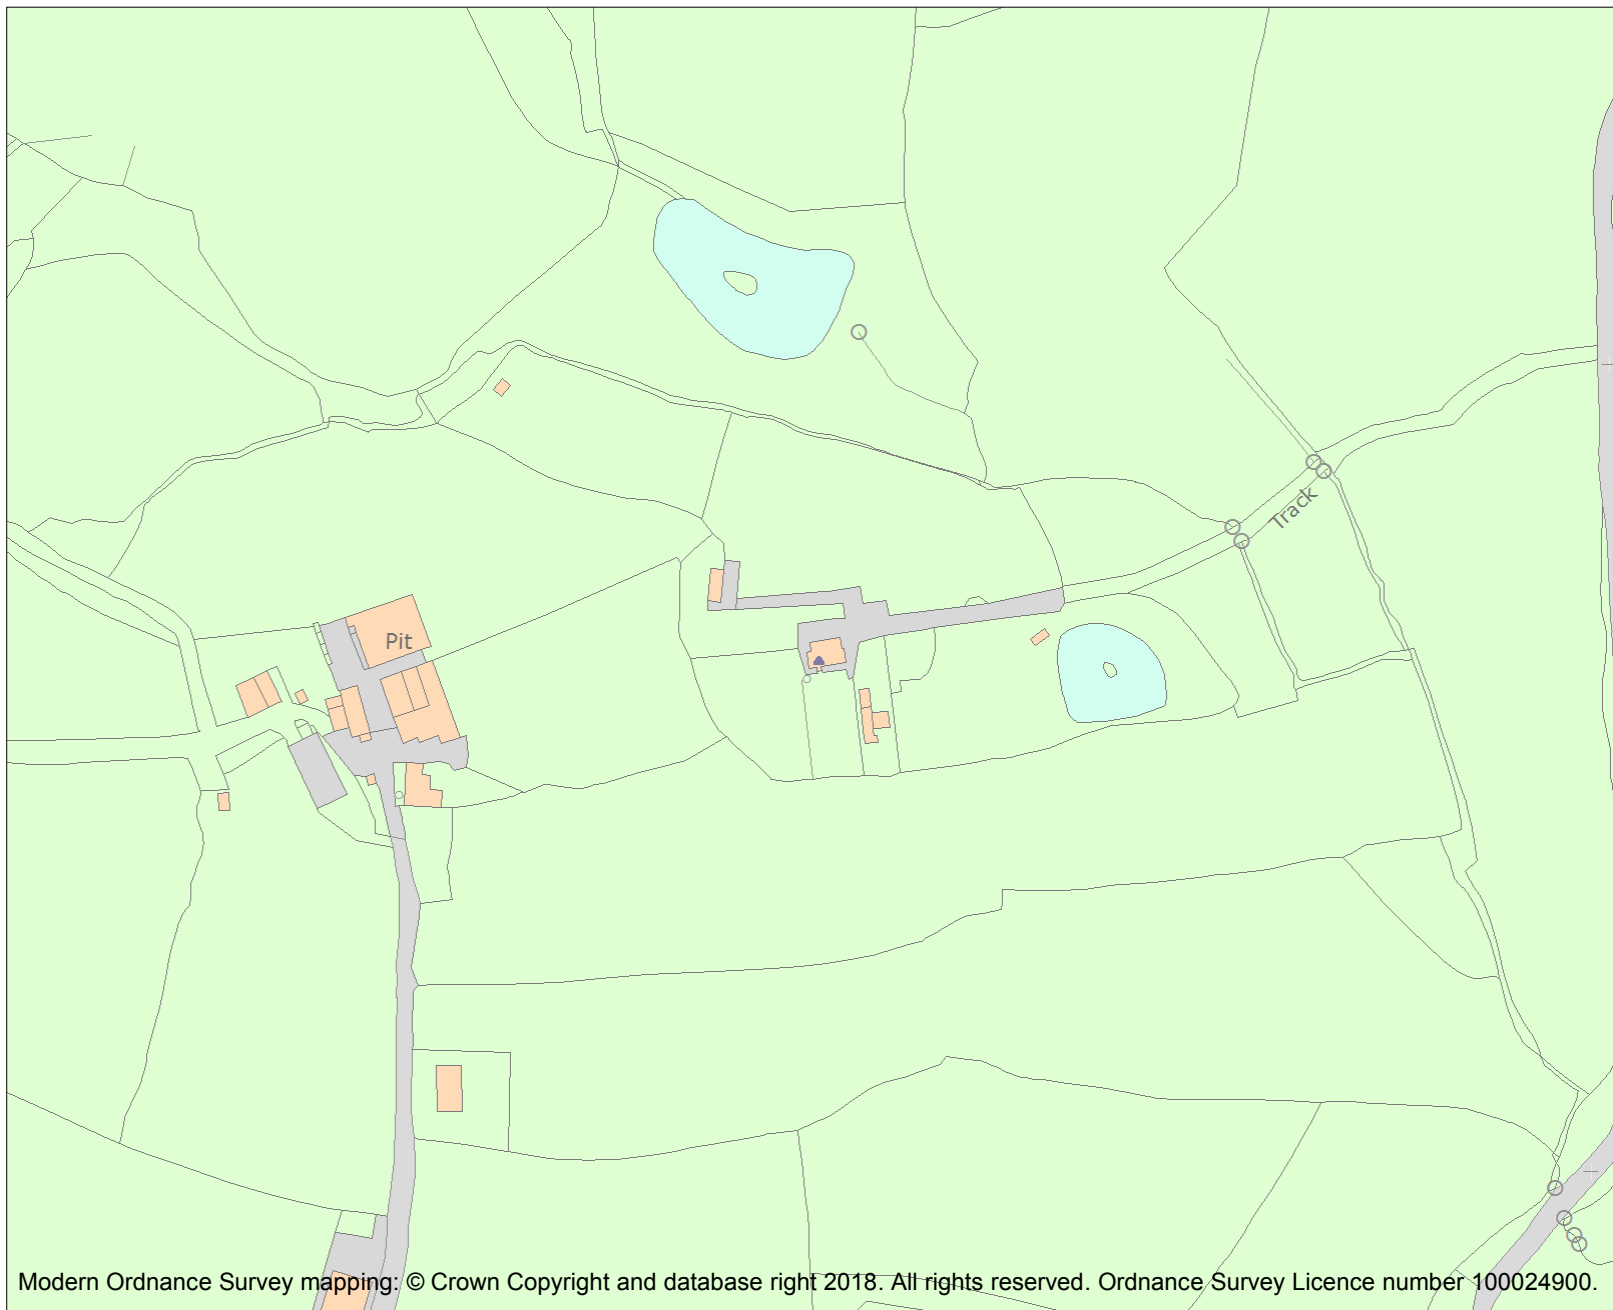 Track
Pit
Modern Ordnance Survey mapping: © Crown Copyright and database right 2018. All rights reserved. Ordnance Survey Licence number 100024900.